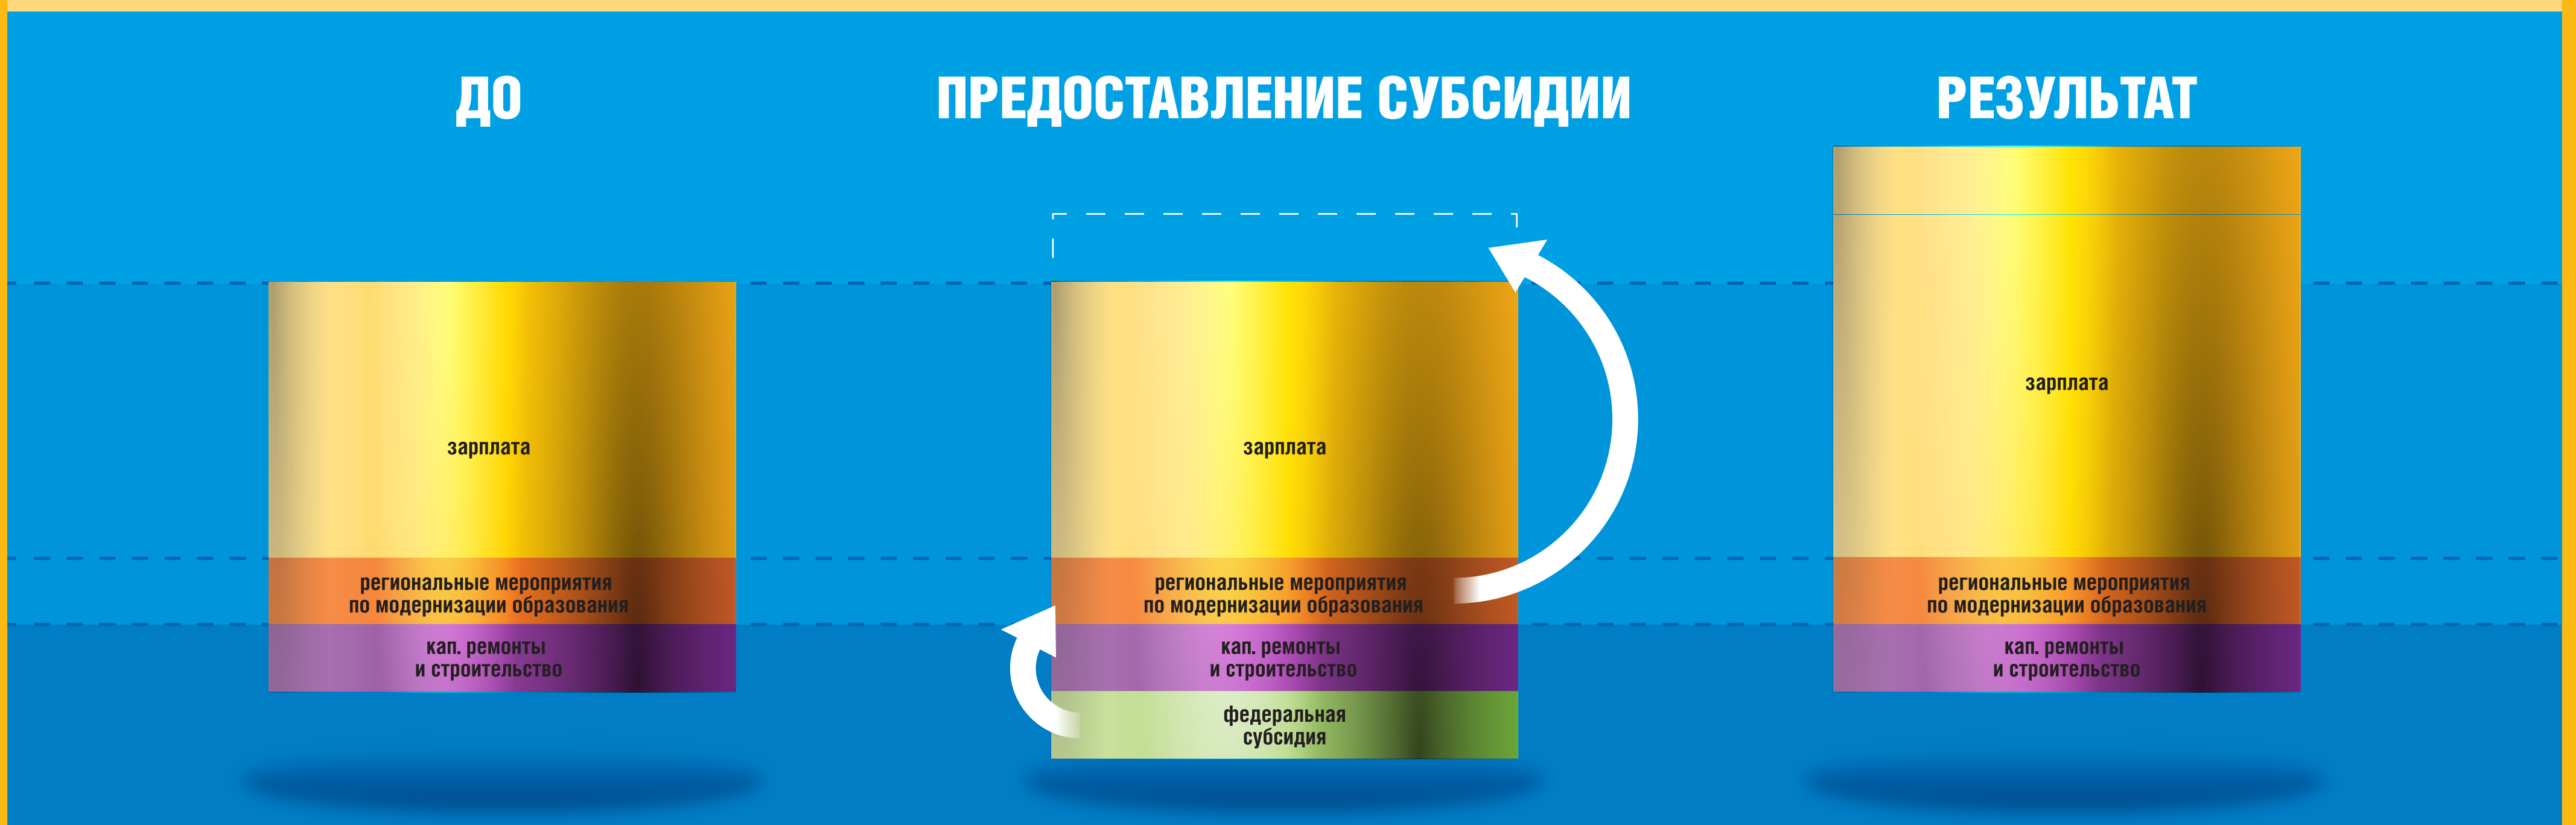 ДО
зарплата
региональные мероприятия
по модернизации образования
кап. ремонты
и строительство
ПРЕДОСТАВЛЕНИЕ СУБСИДИИ
зарплата
региональные мероприятия
по модернизации образования
кап. ремонты
и строительство
федеральная
субсидия
РЕЗУЛЬТАТ
зарплата
региональные мероприятия
по модернизации образования
кап. ремонты
и строительство